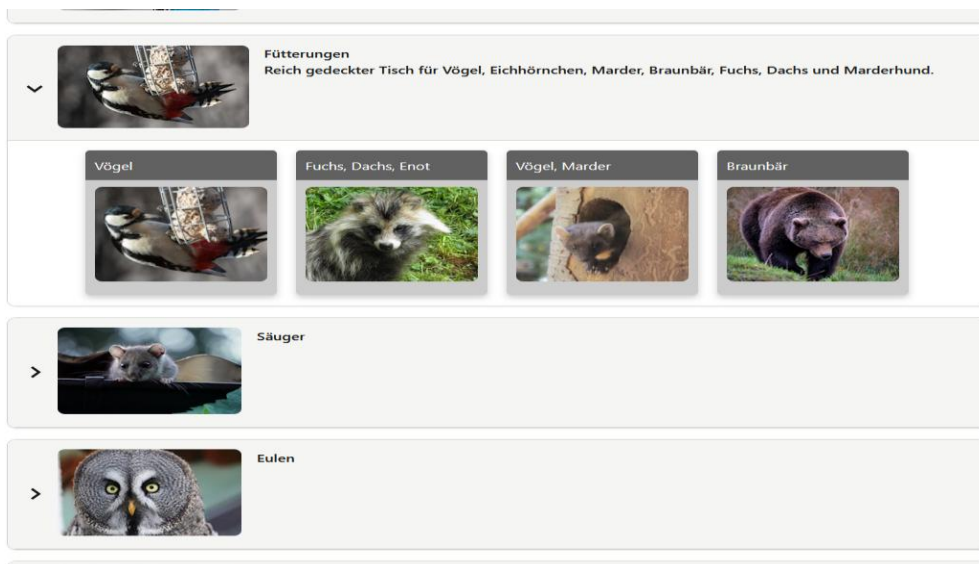 Fütterungen
Reich gedeckter Tisch für Vögel, Eichhörnchen, Marder, Braunbär, Fuchs, Dachs und Marderhund.
Vögel
Fuchs, Dachs, Enot
Vögel, Marder
Braunbär
Säuger
Eulen